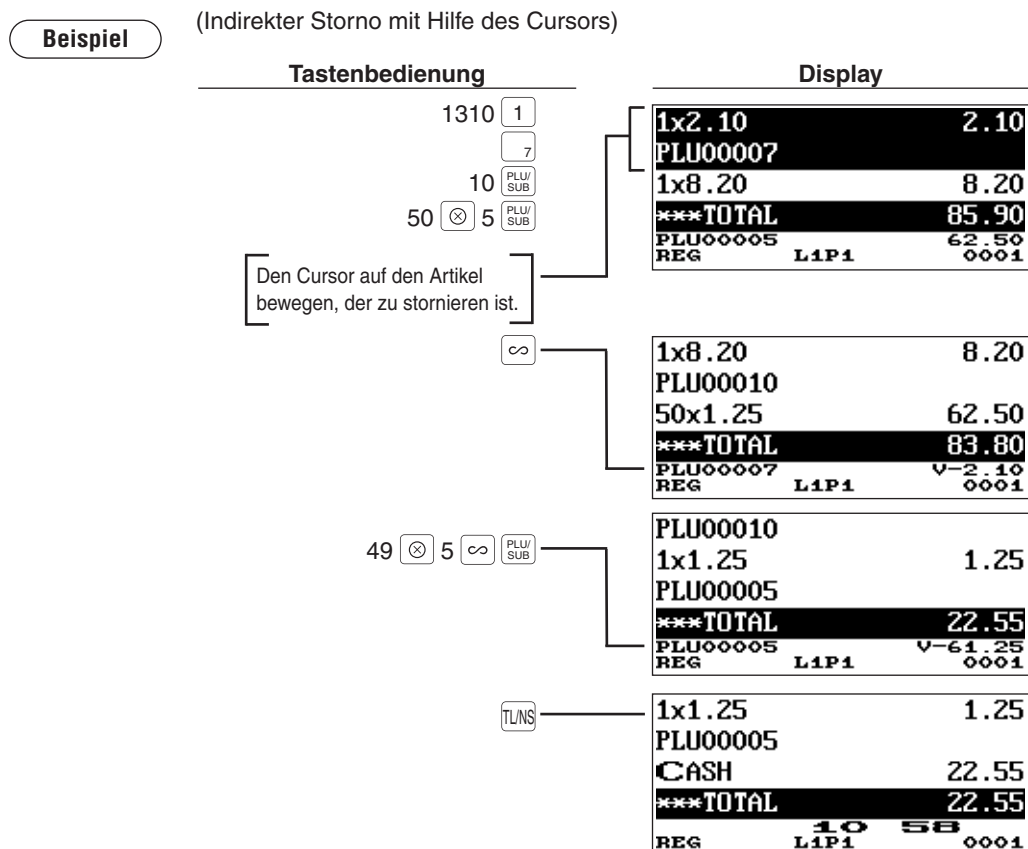 Beispiel
(Indirekter Storno mit Hilfe des Cursors)
Tastenbedienung
Display
1310 1
7
10 PLU/SUB
50 ⊗ 5 PLU/SUB
Den Cursor auf den Artikel
bewegen, der zu stornieren ist.
1x2.10 2.10
PLU00007
1x8.20 8.20
***TOTAL 85.90
PLU00005 62.50
REG L1P1 0001
∽
1x8.20 8.20
PLU00010
50x1.25 62.50
***TOTAL 83.80
PLU00007 V-2.10
REG L1P1 0001
49 ⊗ 5 ∽ PLU/SUB
PLU00010
1x1.25 1.25
PLU00005
***TOTAL 22.55
PLU00005 V-61.25
REG L1P1 0001
TL/NS
1x1.25 1.25
PLU00005
CASH 22.55
***TOTAL 22.55
10 58
REG L1P1 0001